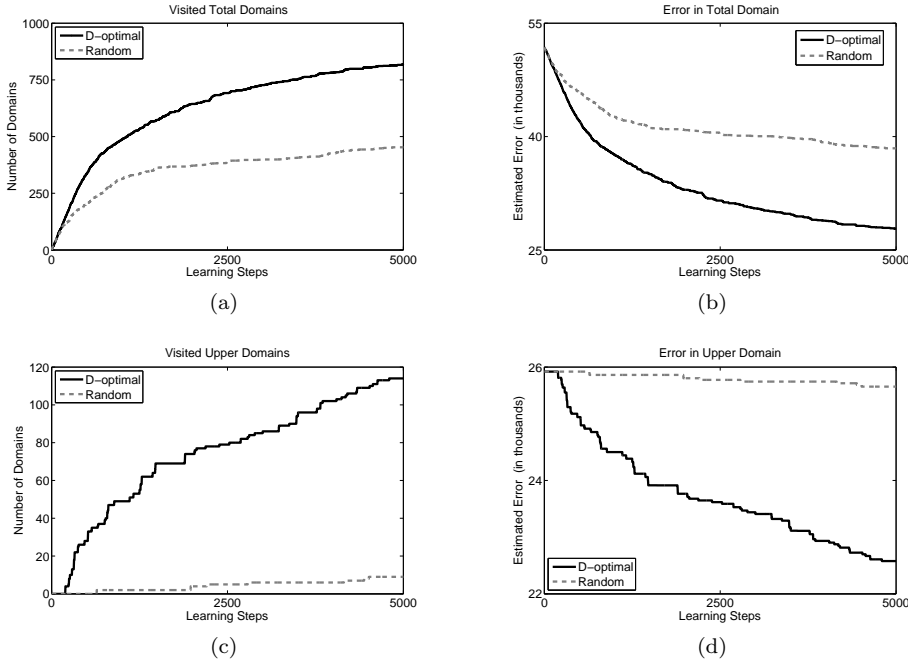 Visited Total Domains
1000
750
500
250
0
Number of Domains
D-optimal
Random
0
2500
5000
Learning Steps
(a)
Error in Total Domain
55
40
25
Estimated Error (in thousands)
D-optimal
Random
0
2500
5000
Learning Steps
(b)
Visited Upper Domains
120
100
80
60
40
20
0
Number of Domains
D-optimal
Random
0
2500
5000
Learning Steps
(c)
Error in Upper Domain
26
24
22
Estimated Error (in thousands)
D-optimal
Random
0
2500
5000
Learning Steps
(d)